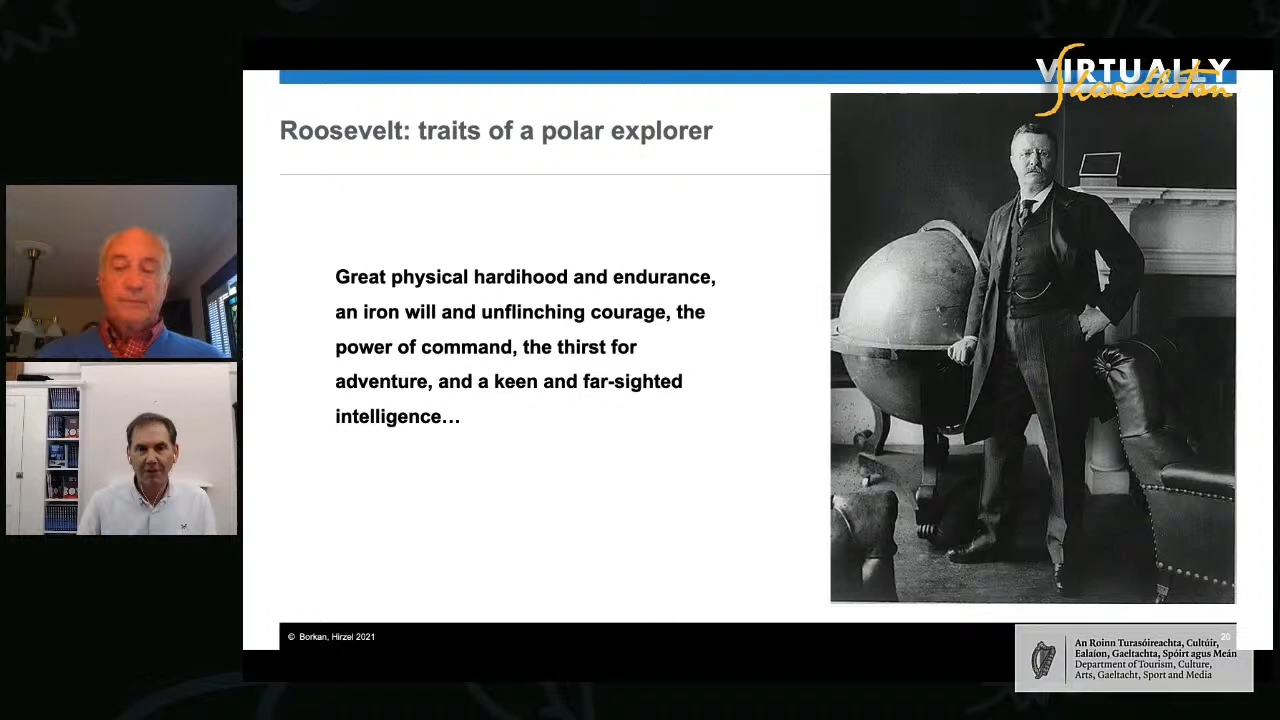 VIRTUALLY
Shackleton
Roosevelt: traits of a polar explorer
Great physical hardihood and endurance,
an iron will and unflinching courage, the
power of command, the thirst for
adventure, and a keen and far-sighted
intelligence…
© Borkan, Hirzel 2021
20
An Roinn Turasóireachta, Cultúir,
Ealaíon, Gaeltachta, Spóirt agus Meán
Department of Tourism, Culture,
Arts, Gaeltacht, Sport and Media